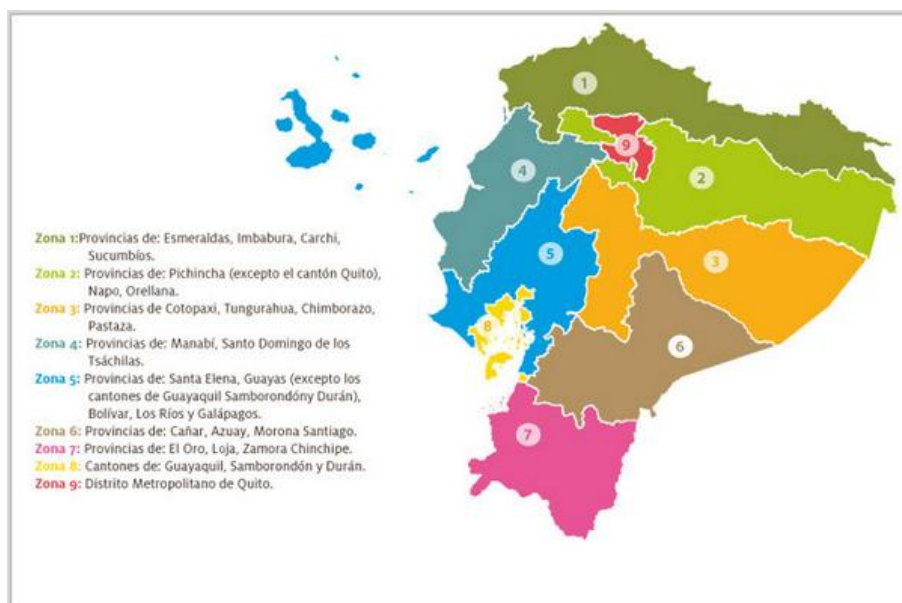 1
9
2
4
5
3
8
6
7
Zona 1:Provincias de: Esmeraldas, Imbabura, Carchi,
Sucumbíos.
Zona 2: Provincias de: Pichincha (excepto el cantón Quito),
Napo, Orellana.
Zona 3: Provincias de Cotopaxi, Tungurahua, Chimborazo,
Pastaza.
Zona 4: Provincias de: Manabí, Santo Domingo de los
Tsáchilas.
Zona 5: Provincias de: Santa Elena, Guayas (excepto los
cantones de Guayaquil Samborondóny Durán),
Bolívar, Los Ríos y Galápagos.
Zona 6: Provincias de: Cañar, Azuay, Morona Santiago.
Zona 7: Provincias de: El Oro, Loja, Zamora Chinchipe.
Zona 8: Cantones de: Guayaquil, Samborondón y Durán.
Zona 9: Distrito Metropolitano de Quito.